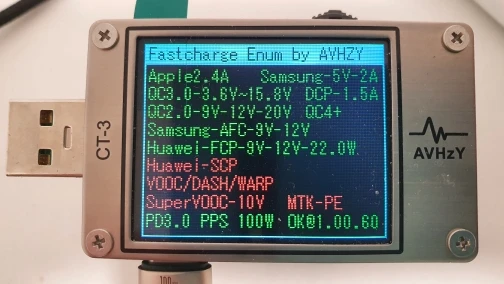 Fastcharge Enum by AVHZY
Apple2.4A Samsung-5V-2A
QC3.0-3.6V~15.8V DCP-1.5A
QC2.0-9V-12V-20V QC4+
Samsung-AFC-9V-12V
Huawei-FCP-9V-12V-22.0W
Huawei-SCP
VOOC/DASH/WARP
SuperVOOC-10V MTK-PE
PD3.0 PPS 100W OK@1.00.60
CT-3
AVHzY